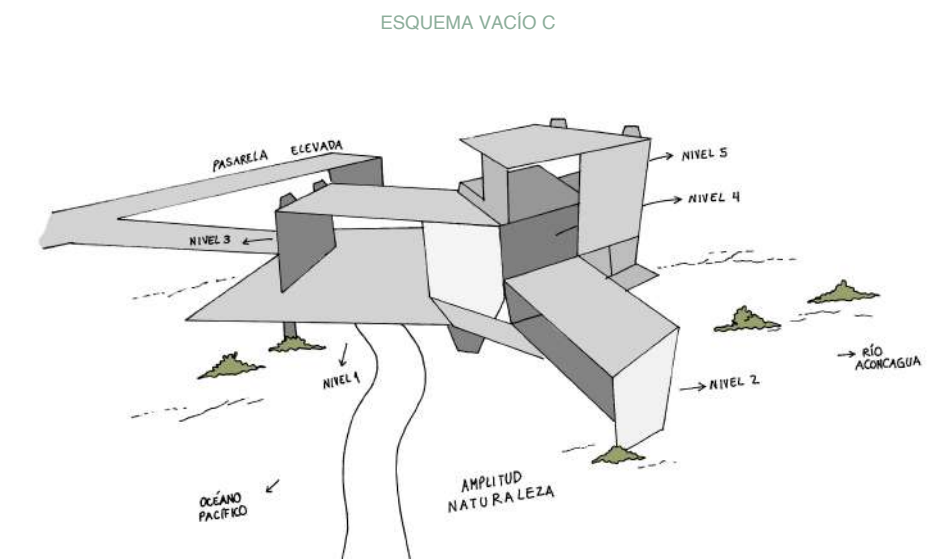 ESQUEMA VACÍO C
PASARELA ELEVADA
NIVEL 5
NIVEL 4
NIVEL 3
NIVEL 1
NIVEL 2
RÍO
ACONCAGUA
OCÉANO
PACÍFICO
AMPLITUD
NATURALEZA